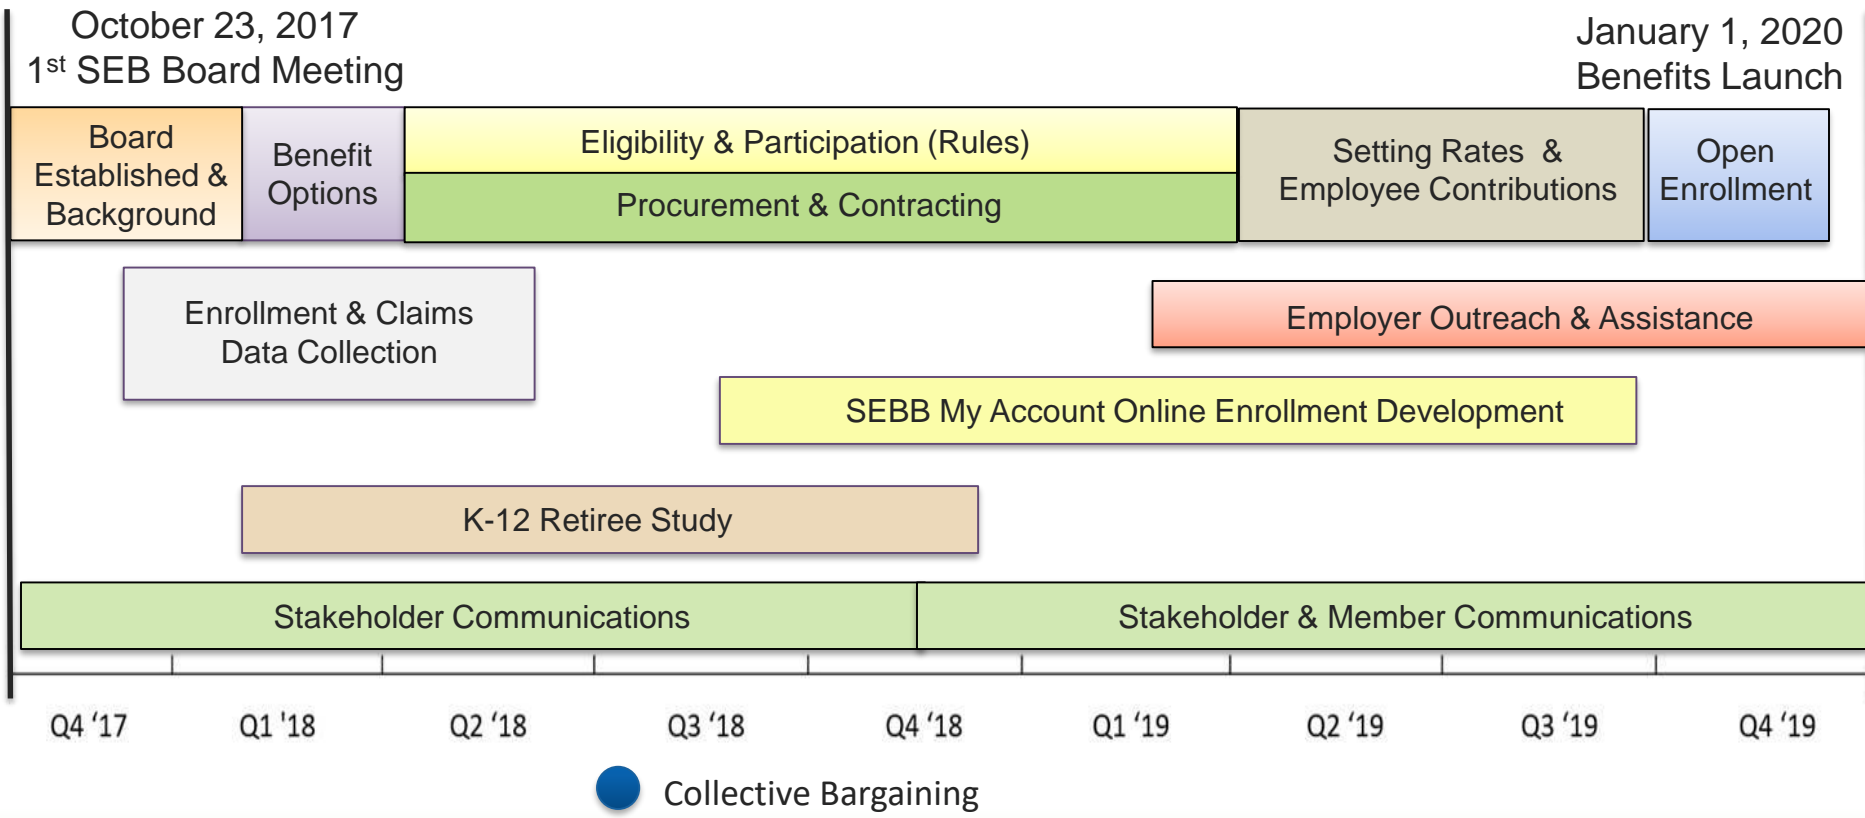 October 23, 2017
1st SEB Board Meeting
January 1, 2020
Benefits Launch
Board
Established &
Background
Benefit
Options
Eligibility & Participation (Rules)
Procurement & Contracting
Setting Rates &
Employee Contributions
Open
Enrollment
Enrollment & Claims
Data Collection
Employer Outreach & Assistance
SEBB My Account Online Enrollment Development
K-12 Retiree Study
Stakeholder Communications
Stakeholder & Member Communications
Q4 ‘17
Q1 '18
Q2 ‘18
Q3 ‘18
Q4 ‘18
Q1 ‘19
Q2 ‘19
Q3 ‘19
Q4 ‘19
Collective Bargaining